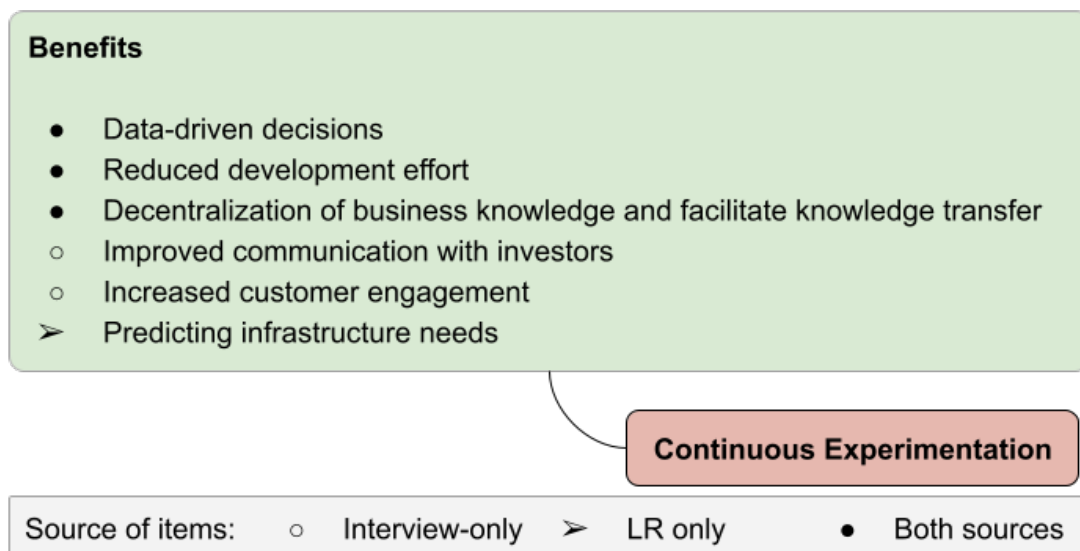 Benefits
● Data-driven decisions
● Reduced development effort
● Decentralization of business knowledge and facilitate knowledge transfer
○ Improved communication with investors
○ Increased customer engagement
➢ Predicting infrastructure needs
Continuous Experimentation
Source of items: ○ Interview-only ➢ LR only ● Both sources